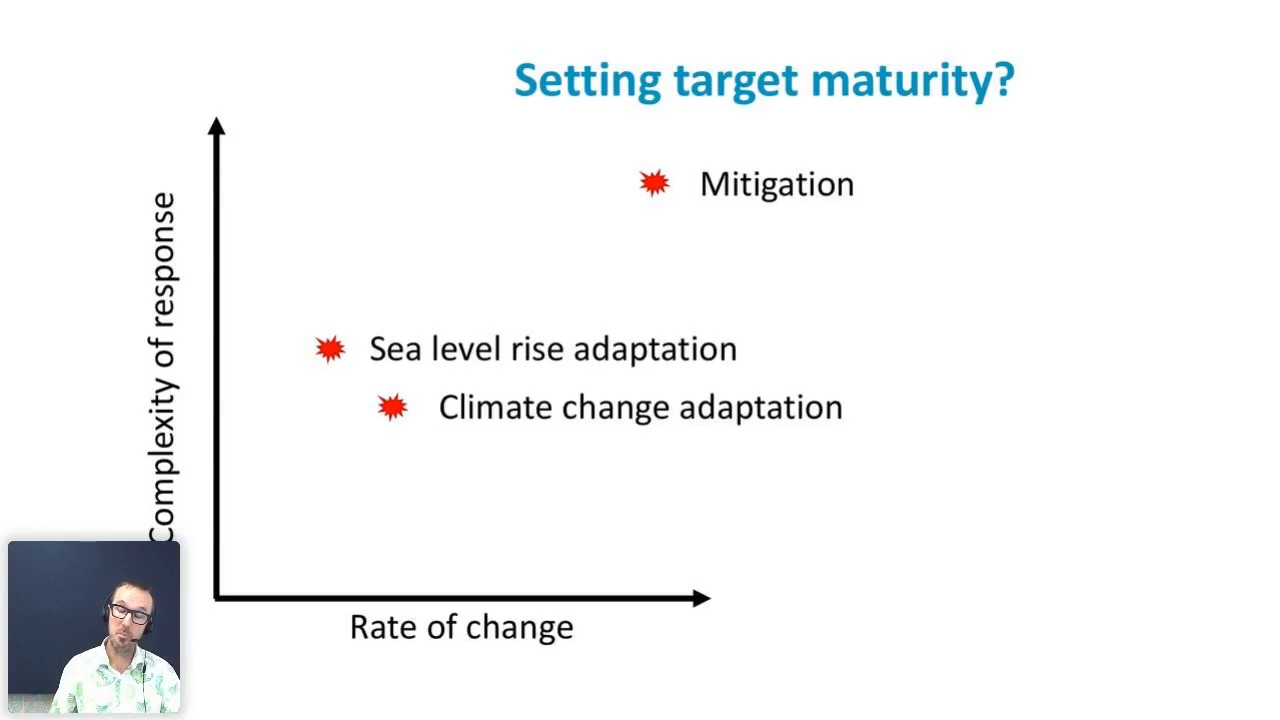 Setting target maturity?
Mitigation
Complexity of response
Sea level rise adaptation
Climate change adaptation
Rate of change